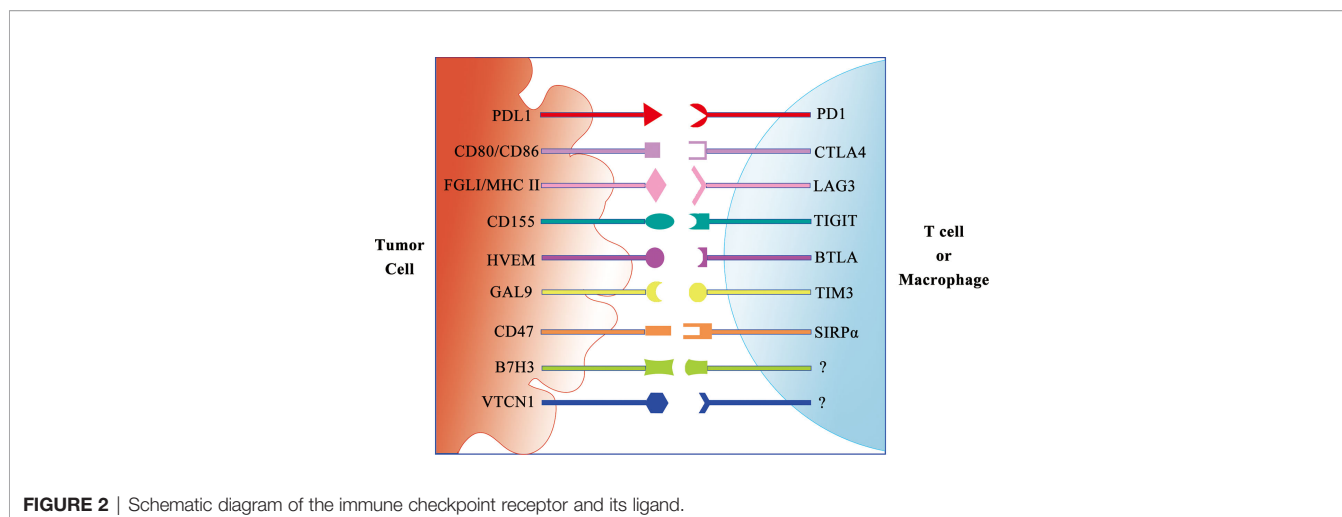 PDL1 PD1
CD80/CD86 CTLA4
FGLI/MHC II LAG3
CD155 TIGIT
Tumor
Cell
T cell
or
Macrophage
HVEM BTLA
GAL9 TIM3
CD47 SIRPα
B7H3 ?
VTCN1 ?
FIGURE 2 | Schematic diagram of the immune checkpoint receptor and its ligand.